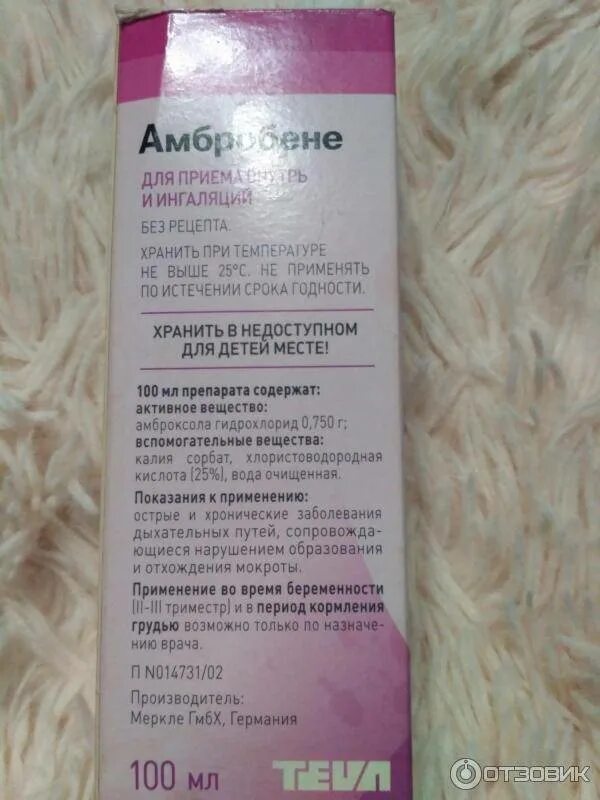 Амбробене
ДЛЯ ПРИЕМА ВНУТРЬ
И ИНГАЛЯЦИЙ
БЕЗ РЕЦЕПТА.
ХРАНИТЬ ПРИ ТЕМПЕРАТУРЕ
НЕ ВЫШЕ 25°С. НЕ ПРИМЕНЯТЬ
ПО ИСТЕЧЕНИИ СРОКА ГОДНОСТИ.
ХРАНИТЬ В НЕДОСТУПНОМ
ДЛЯ ДЕТЕЙ МЕСТЕ!
100 мл препарата содержат:
активное вещество:
амброксола гидрохлорид 0,750 г;
вспомогательные вещества:
калия сорбат, хлористоводородная
кислота (25%), вода очищенная.
Показания к применению:
острые и хронические заболевания
дыхательных путей, сопровождаю-
щиеся нарушением образования
и отхождения мокроты.
Применение во время беременности
(II-III триместр) и в период кормления
грудью возможно только по назначе-
нию врача.
П N014731/02
Производитель:
Меркле ГмбХ, Германия
100 мл TEVA
ОТЗОВИК